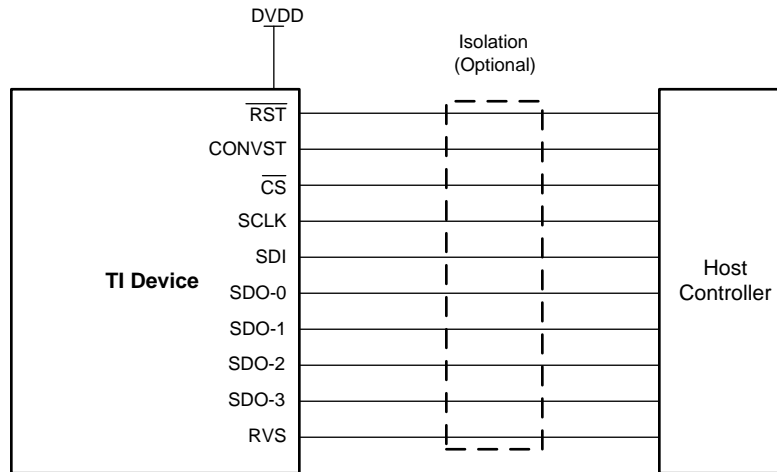 DVDD
Isolation
(Optional)
RST
CONVST
CS
SCLK
SDI
TI Device
SDO-0
SDO-1
SDO-2
SDO-3
RVS
Host
Controller